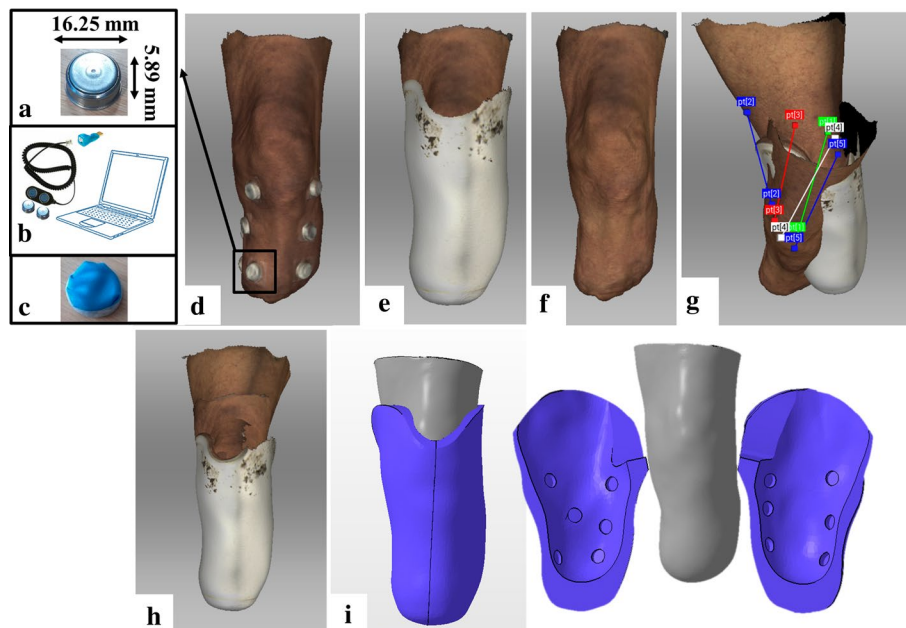 16.25 mm
5.89 mm
a
b
c
d
e
f
g
pt[2]
pt[3]
pt[4]
pt[5]
pt[2]
pt[3]
pt[4]
pt[5]
h
i